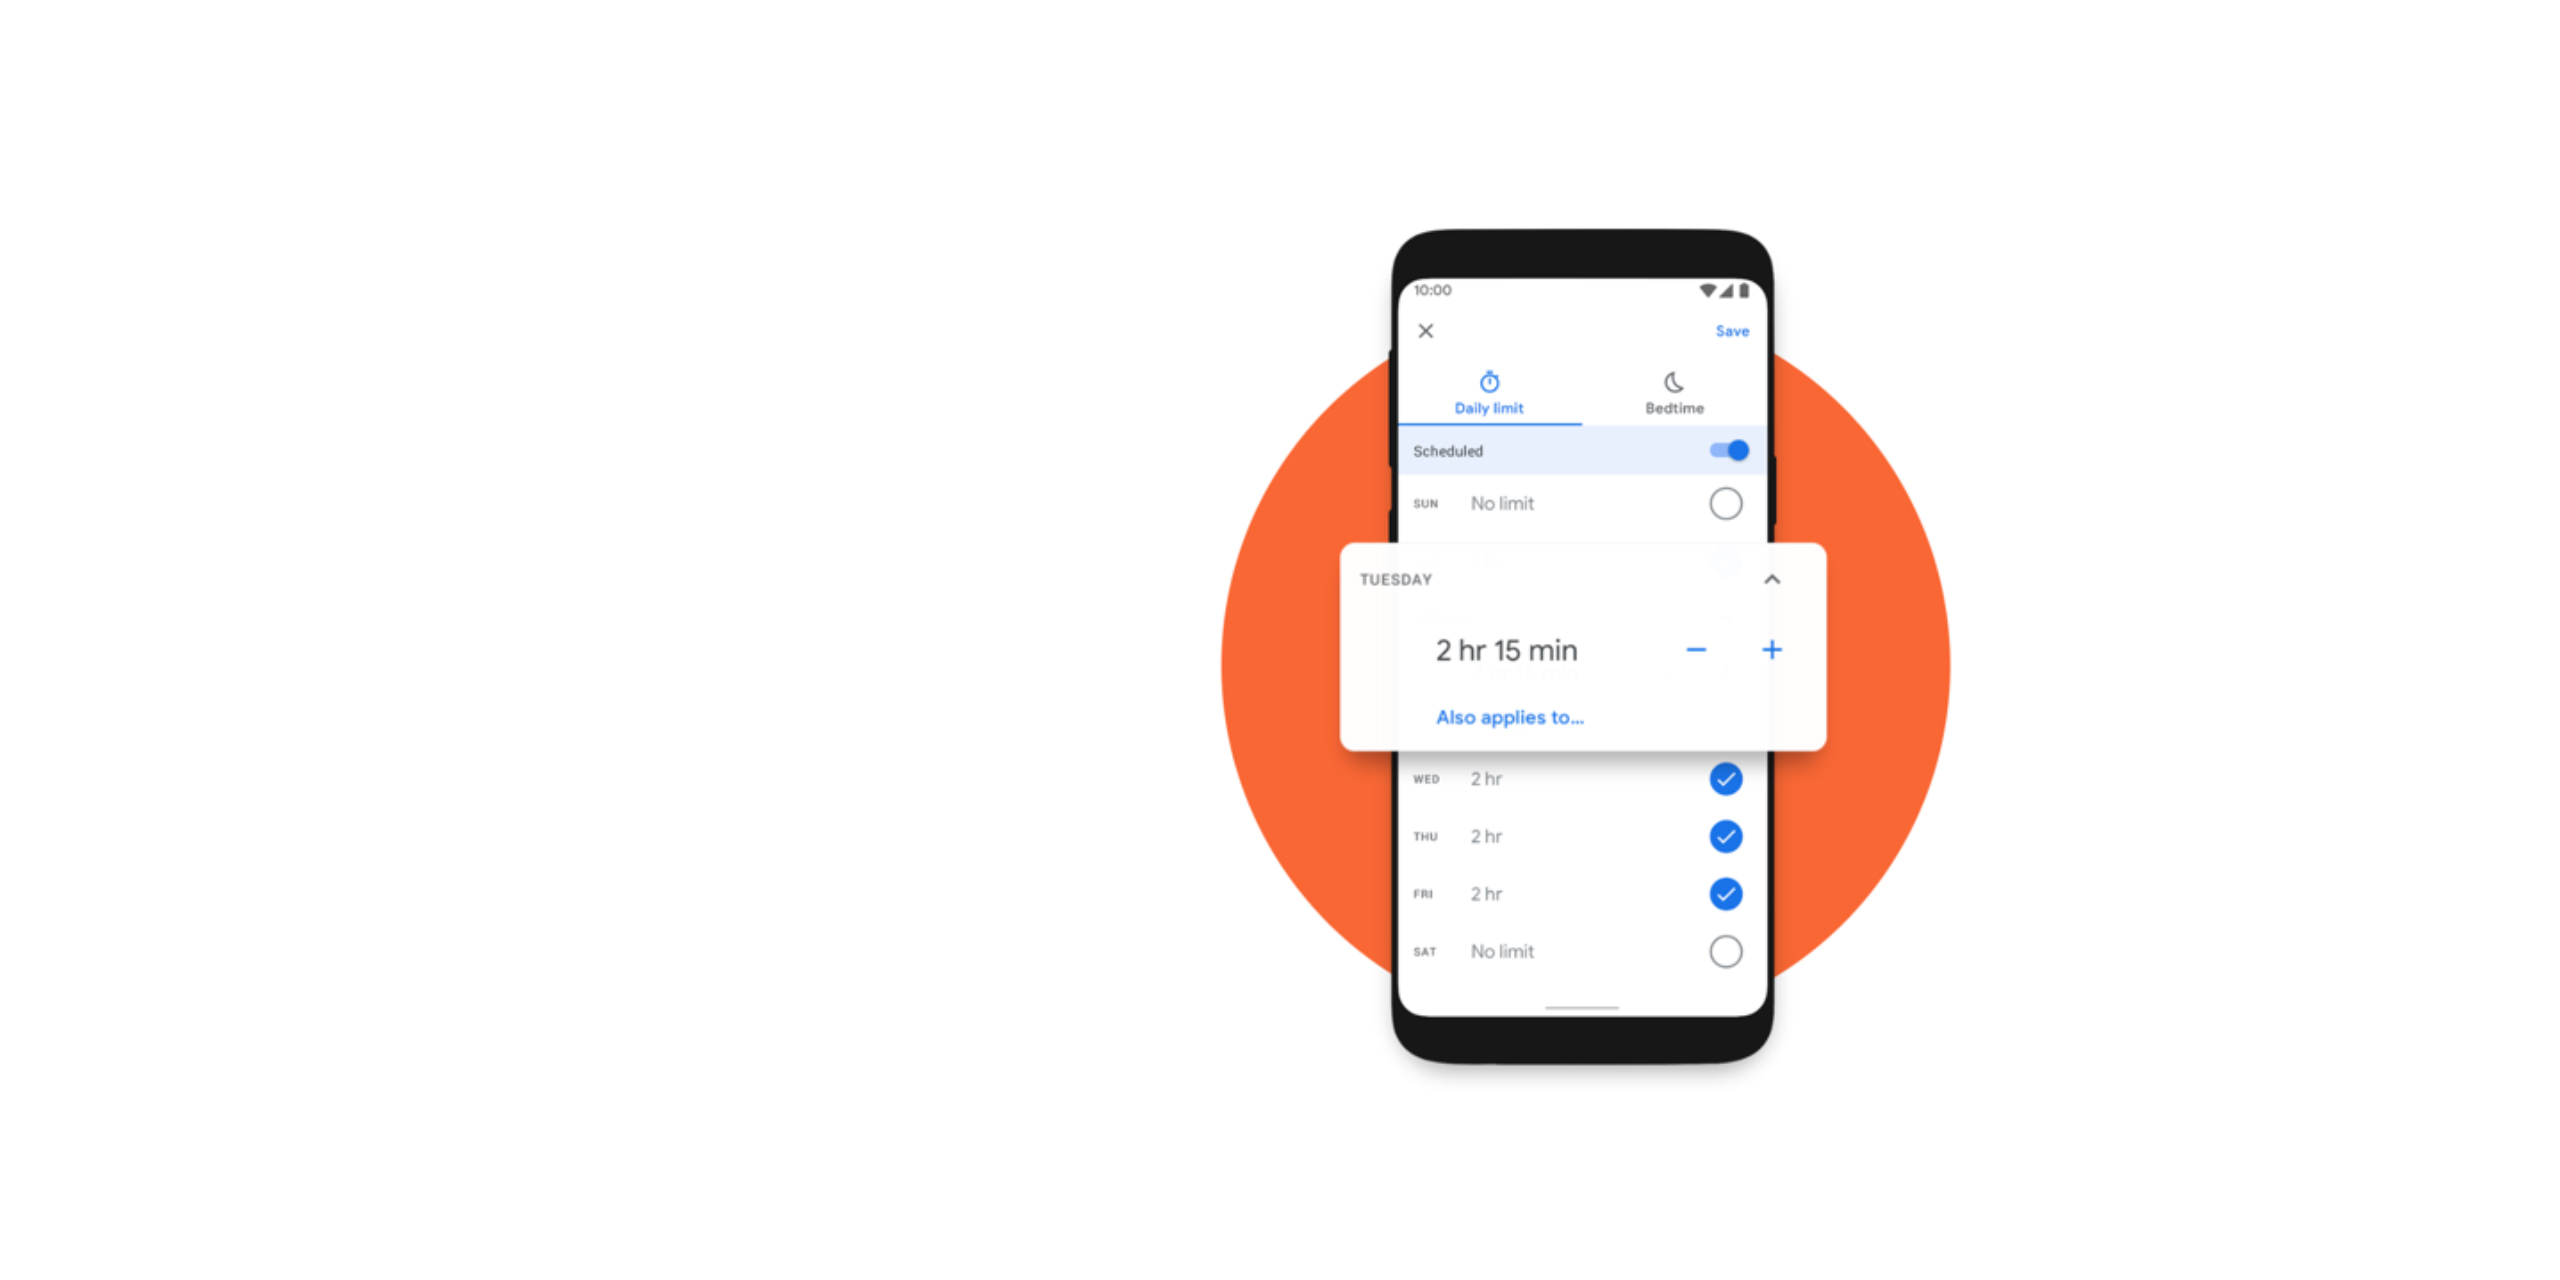 10:00
Save
Daily limit
Bedtime
Scheduled
SUN No limit
TUESDAY
2 hr 15 min
Also applies to...
WED 2 hr
THU 2 hr
FRI 2 hr
SAT No limit